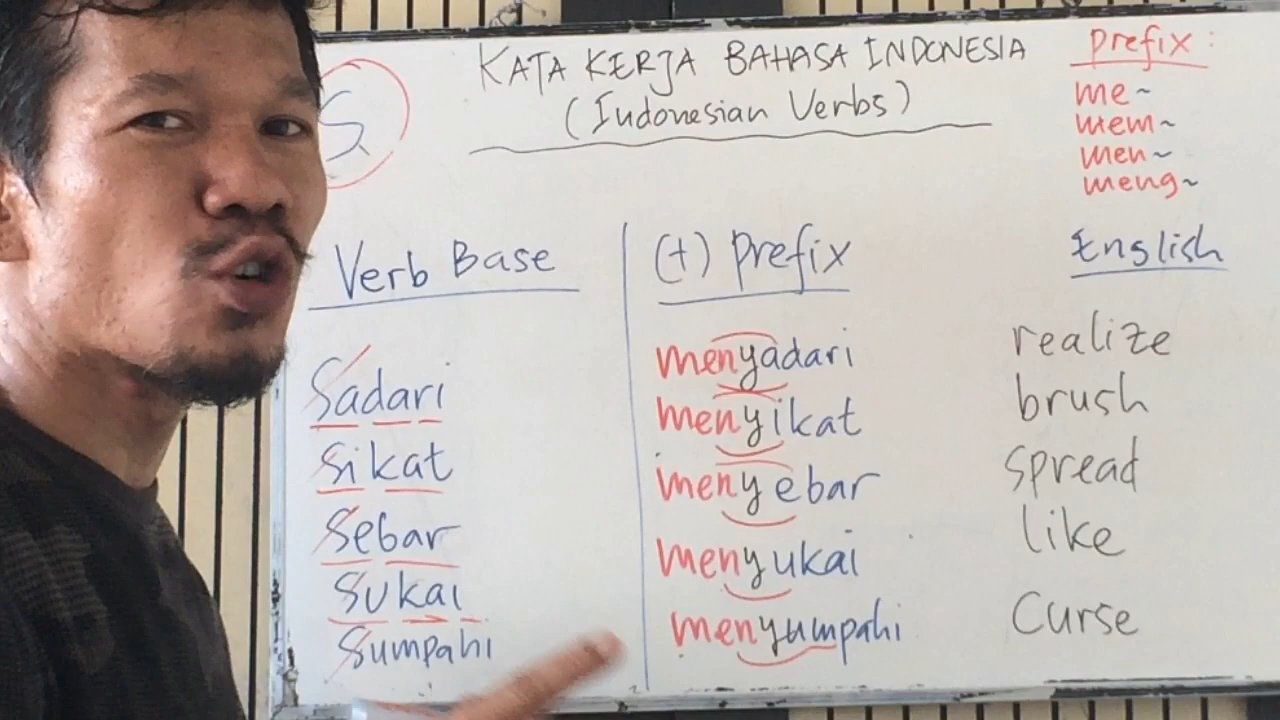 S
KATA KERJA BAHASA INDONESIA
(Indonesian Verbs)
Prefix:
me~
mem~
men~
meng~
Verb Base
(+) prefix
English
Sadari menyadari realize
Sikat menyikat brush
Sebar menyebar spread
Sukai menyukai like
Sumpahi menyumpahi Curse